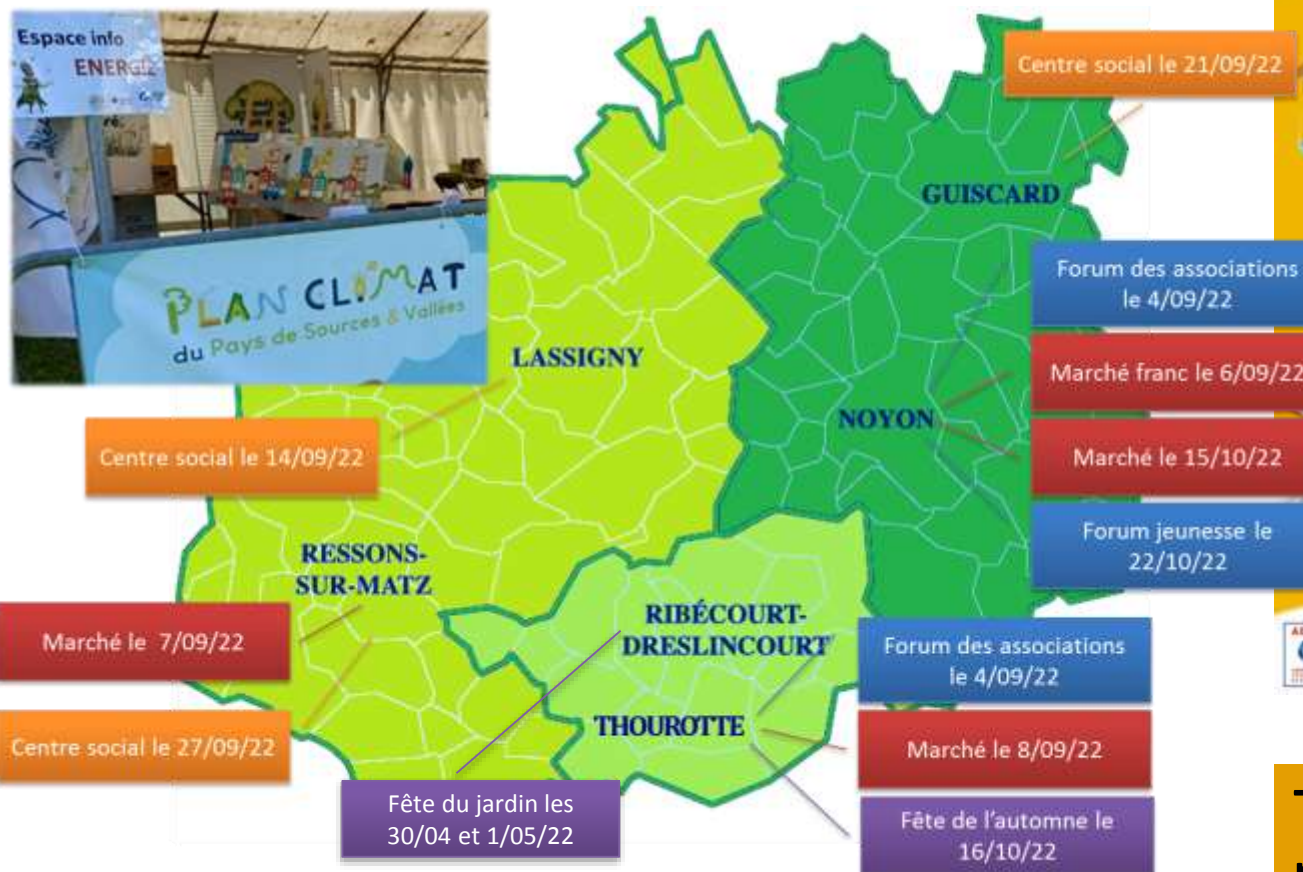 Espace info
ENERGIE
PLAN CLIMAT
du Pays de Sources & Vallées
Centre social le 21/09/22
GUISCARD
Forum des associations
le 4/09/22
LASSIGNY
Marché franc le 6/09/22
NOYON
Centre social le 14/09/22
Marché le 15/10/22
Forum jeunesse le
22/10/22
RESSONS-
SUR-MATZ
RIBÉCOURT-
DRESLINCOURT
Marché le 7/09/22
Forum des associations
le 4/09/22
THOUROTTE
Centre social le 27/09/22
Marché le 8/09/22
Fête du jardin les
30/04 et 1/05/22
Fête de l'automne le
16/10/22